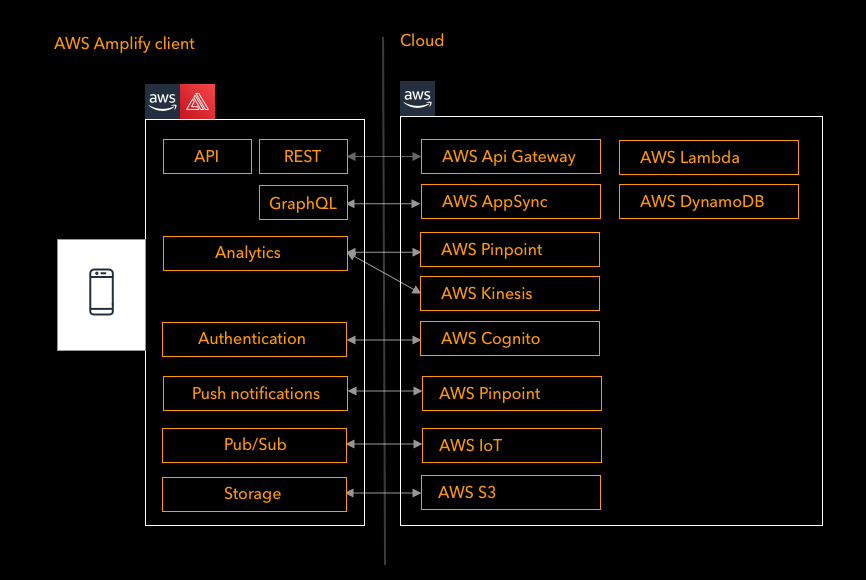 AWS Amplify client
Cloud
aws
aws
API
REST
AWS Api Gateway
AWS Lambda
GraphQL
AWS AppSync
AWS DynamoDB
Analytics
AWS Pinpoint
AWS Kinesis
Authentication
AWS Cognito
Push notifications
AWS Pinpoint
Pub/Sub
AWS IoT
Storage
AWS S3